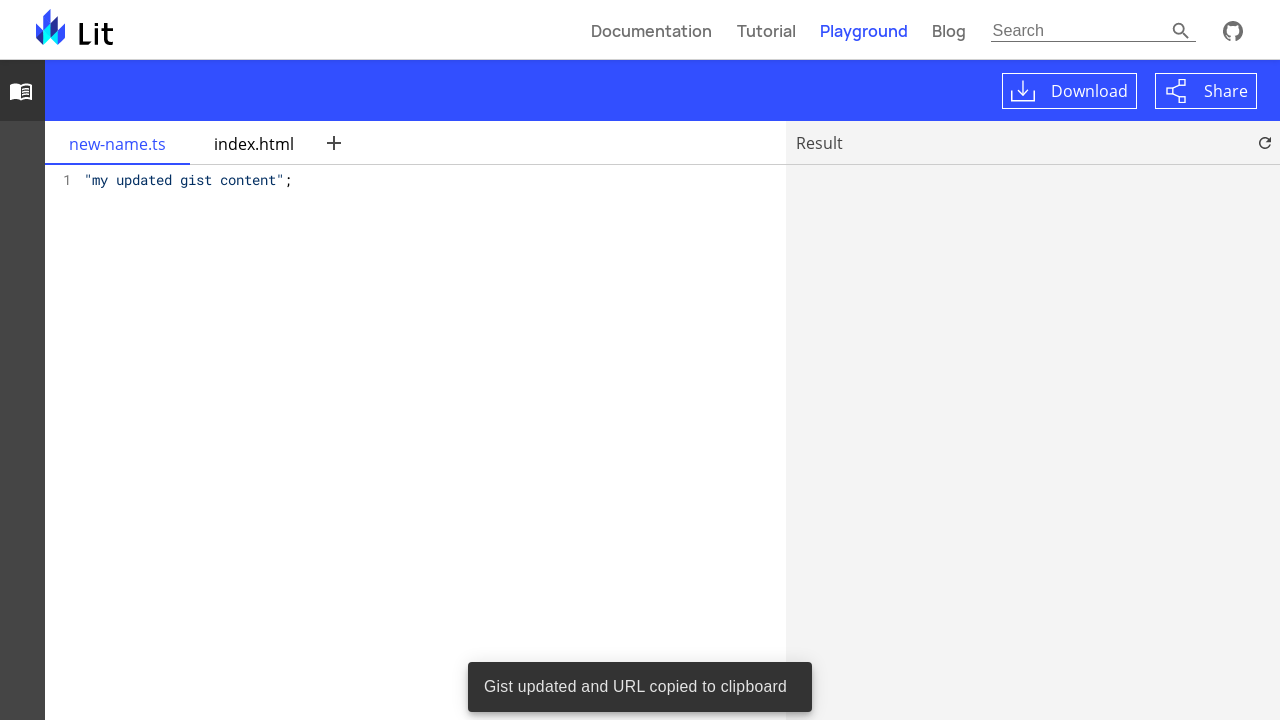 Lit
Documentation
Tutorial
Playground
Blog
Search
Download
Share
new-name.ts
index.html
Result
1 "my updated gist content";
Gist updated and URL copied to clipboard